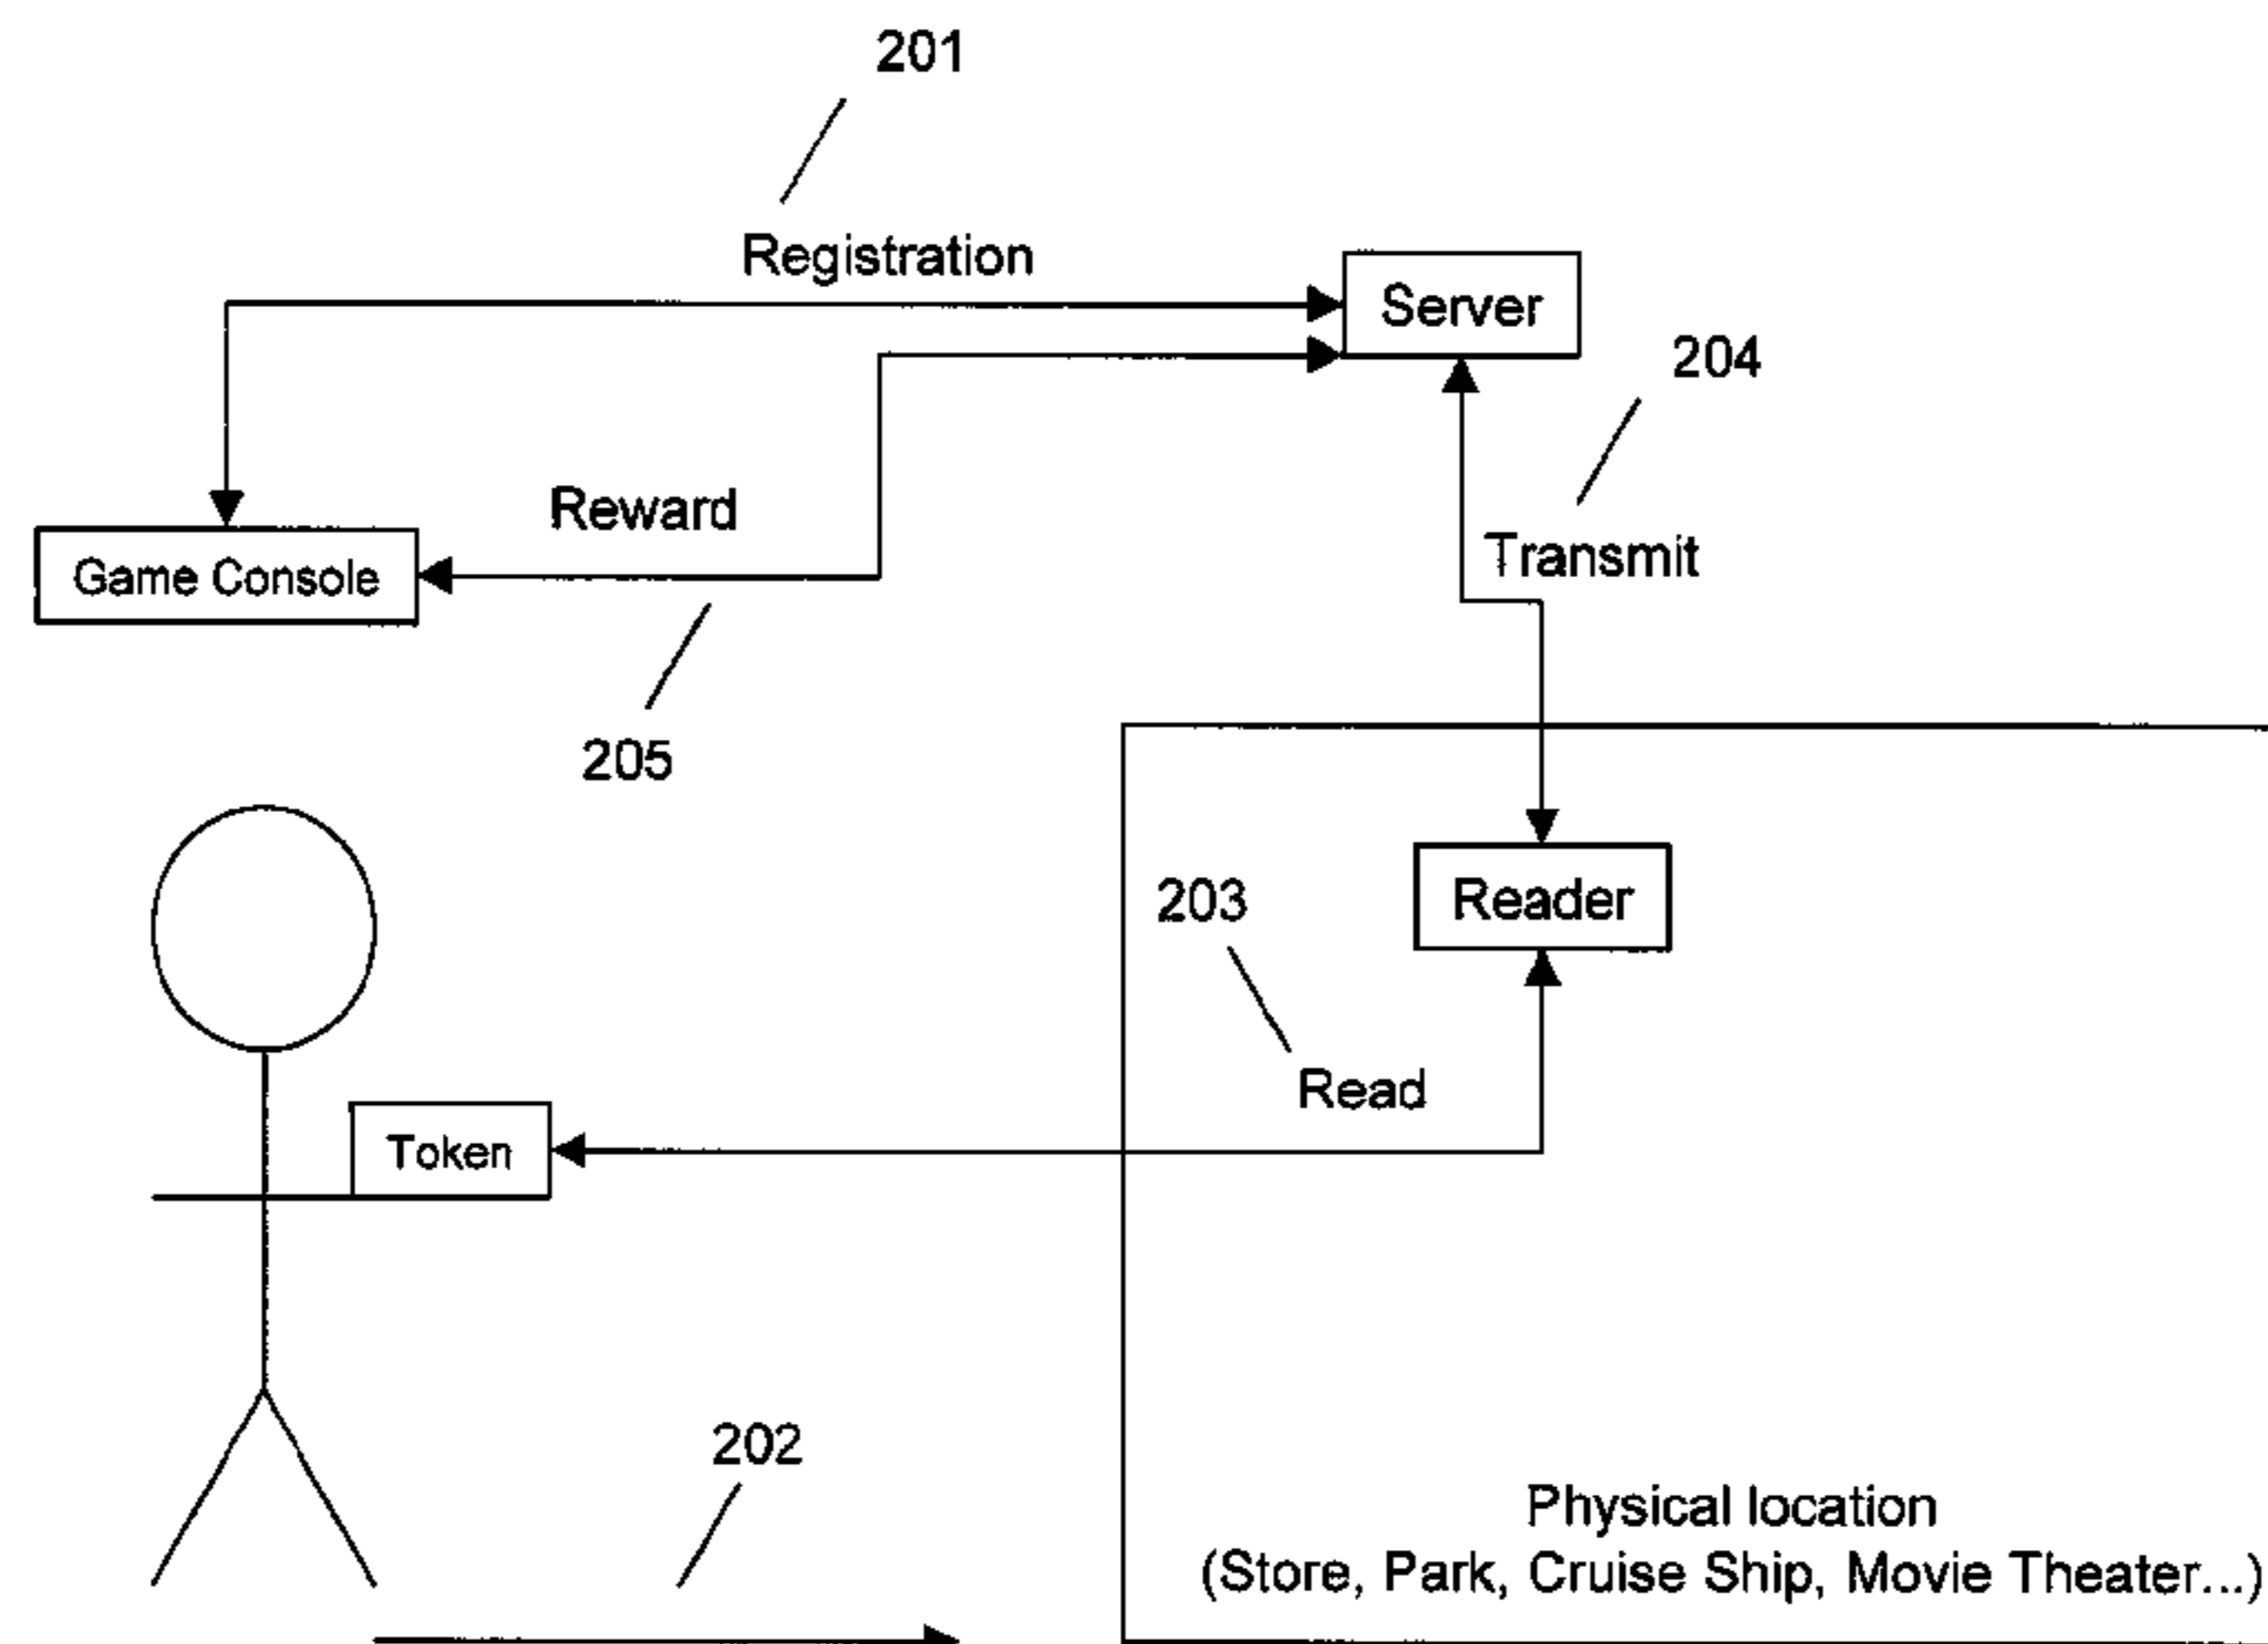 201
Registration
Server
204
Reward
Transmit
Game Console
205
203
Reader
Read
Token
202
Physical location
(Store, Park, Cruise Ship, Movie Theater...)